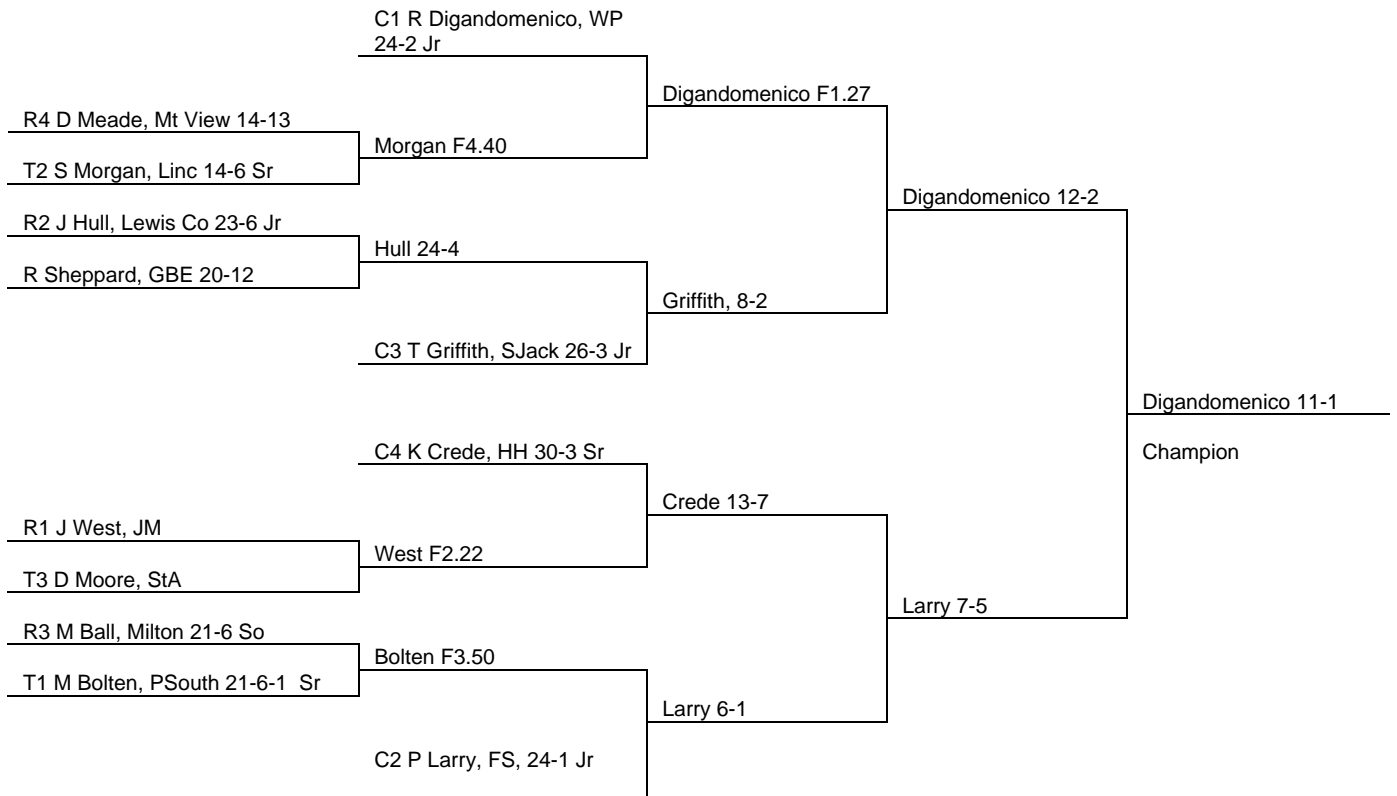 C1 R Digandomenico, WP
24-2 Jr
Digandomenico F1.27
R4 D Meade, Mt View 14-13
Morgan F4.40
T2 S Morgan, Linc 14-6 Sr
Digandomenico 12-2
R2 J Hull, Lewis Co 23-6 Jr
Hull 24-4
R Sheppard, GBE 20-12
Griffith, 8-2
C3 T Griffith, SJack 26-3 Jr
Digandomenico 11-1
C4 K Crede, HH 30-3 Sr
Champion
Crede 13-7
R1 J West, JM
West F2.22
T3 D Moore, StA
Larry 7-5
R3 M Ball, Milton 21-6 So
Bolten F3.50
T1 M Bolten, PSouth 21-6-1  Sr
Larry 6-1
C2 P Larry, FS, 24-1 Jr